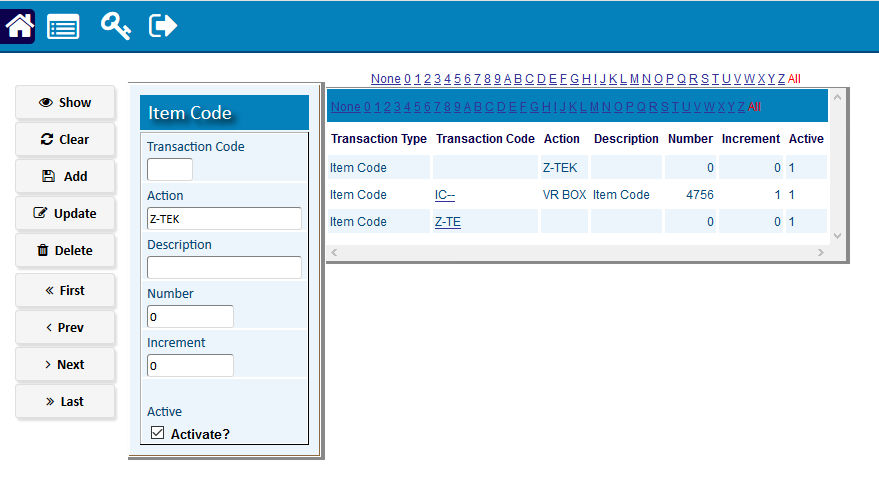 None 0 1 2 3 4 5 6 7 8 9 A B C D E F G H I J K L M N O P Q R S T U V W X Y Z All
Show
Clear
Add
Update
Delete
First
Prev
Next
Last
Item Code
Transaction Code
Action
Z-TEK
Description
Number
0
Increment
0
Active
Activate?
None 0 1 2 3 4 5 6 7 8 9 A B C D E F G H I J K L M N O P Q R S T U V W X Y Z All
Transaction Type Transaction Code Action Description Number Increment Active
Item Code Z-TEK 0 0 1
Item Code IC-- VR BOX Item Code 4756 1 1
Item Code Z-TE 0 0 1